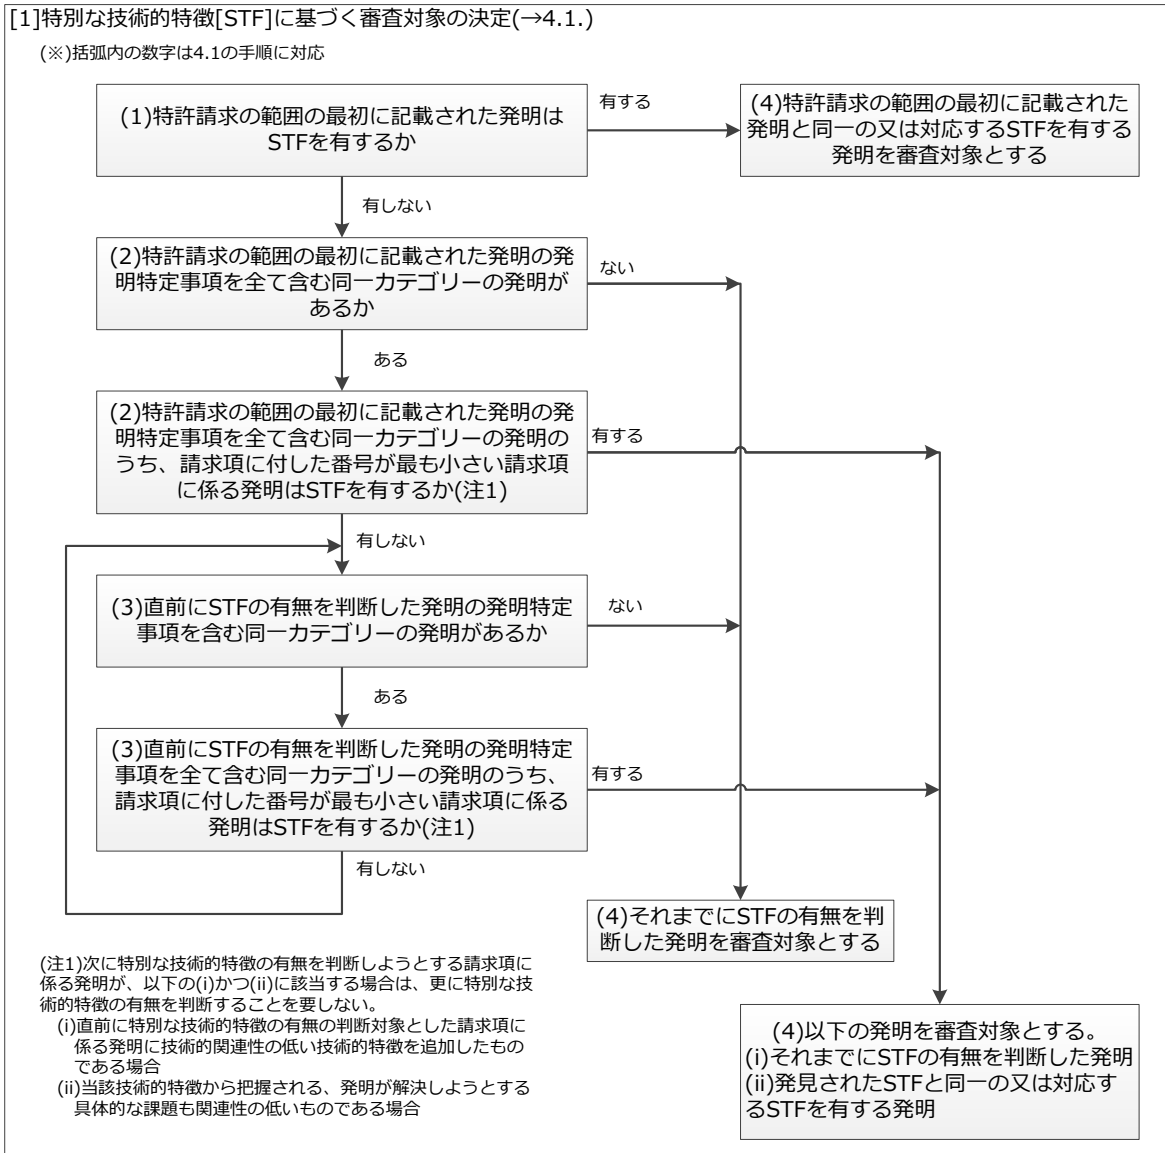 [1]特別な技術的特徴[STF]に基づく審査対象の決定(→4.1.)
(※)括弧内の数字は4.1の手順に対応
(1)特許請求の範囲の最初に記載された発明は
STFを有するか
有する
(4)特許請求の範囲の最初に記載された
発明と同一の又は対応するSTFを有する
発明を審査対象とする
有しない
(2)特許請求の範囲の最初に記載された発明の発
明特定事項を全て含む同一カテゴリーの発明が
あるか
ない
ある
(2)特許請求の範囲の最初に記載された発明の発
明特定事項を全て含む同一カテゴリーの発明の
うち、請求項に付した番号が最も小さい請求項
に係る発明はSTFを有するか(注1)
有する
有しない
(3)直前にSTFの有無を判断した発明の発明特定
事項を含む同一カテゴリーの発明があるか
ない
ある
(3)直前にSTFの有無を判断した発明の発明特定
事項を全て含む同一カテゴリーの発明のうち、
請求項に付した番号が最も小さい請求項に係る
発明はSTFを有するか(注1)
有する
有しない
(4)それまでにSTFの有無を判
断した発明を審査対象とする
(注1)次に特別な技術的特徴の有無を判断しようとする請求項に
係る発明が、以下の(i)かつ(ii)に該当する場合は、更に特別な技
術的特徴の有無を判断することを要しない。
(i)直前に特別な技術的特徴の有無の判断対象とした請求項に
係る発明に技術的関連性の低い技術的特徴を追加したもの
である場合
(ii)当該技術的特徴から把握される、発明が解決しようとする
具体的な課題も関連性の低いものである場合
(4)以下の発明を審査対象とする。
(i)それまでにSTFの有無を判断した発明
(ii)発見されたSTFと同一の又は対応す
るSTFを有する発明